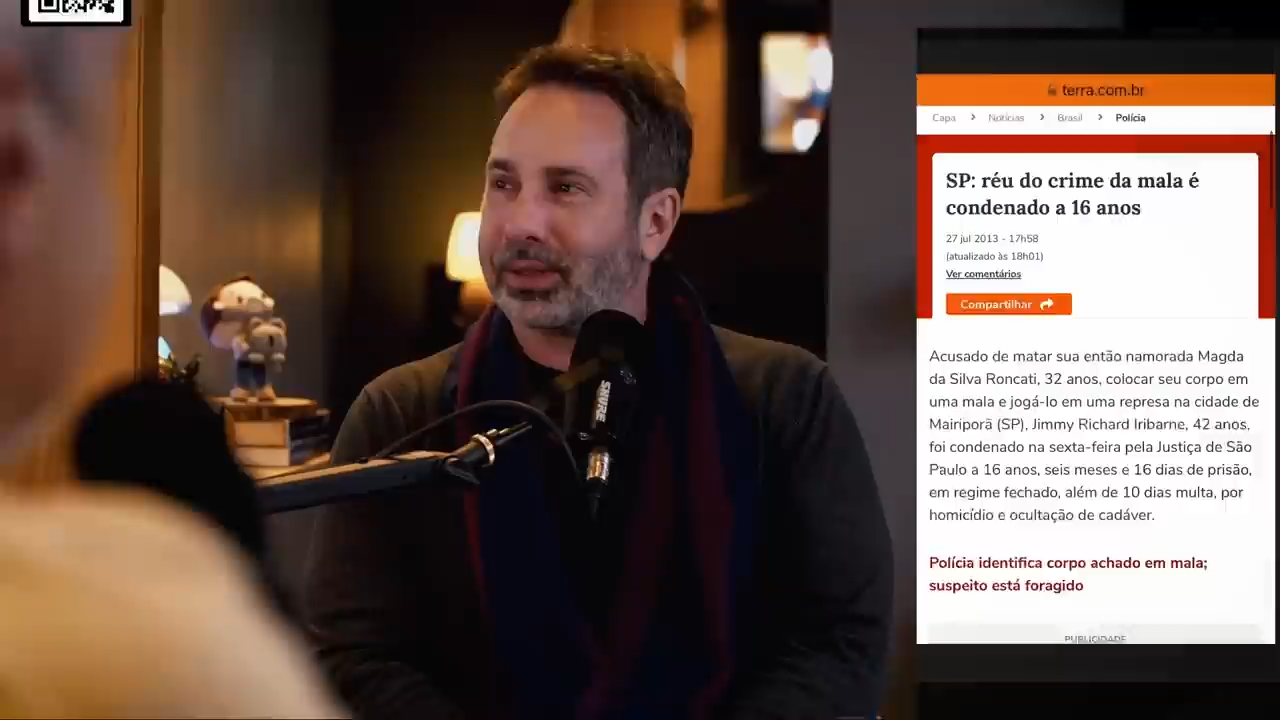 terra.com.br
Capa > Notícias > Brasil > Polícia
SP: réu do crime da mala é
condenado a 16 anos
27 jul 2013 - 17h58
(atualizado às 18h01)
Ver comentários
Compartilhar
Acusado de matar sua então namorada Magda
da Silva Roncati, 32 anos, colocar seu corpo em
uma mala e jogá-lo em uma represa na cidade de
Mairiporã (SP), Jimmy Richard Iribarne, 42 anos,
foi condenado na sexta-feira pela Justiça de São
Paulo a 16 anos, seis meses e 16 dias de prisão,
em regime fechado, além de 10 dias multa, por
homicídio e ocultação de cadáver.
Polícia identifica corpo achado em mala;
suspeito está foragido
PUBLICIDADE
SHURE